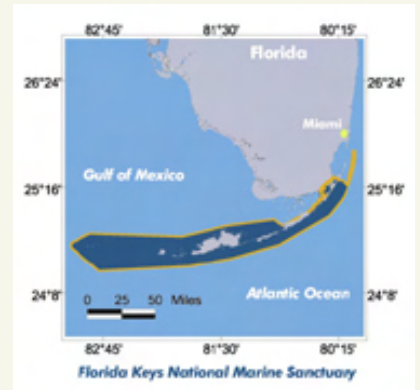 82°45' 81°30' 80°15'
Florida
26°24' 26°24'
Miami
Gulf of Mexico
25°16' 25°16'
Atlantic Ocean
24°8' 24°8'
0 25 50 Miles
82°45' 81°30' 80°15'
Florida Keys National Marine Sanctuary